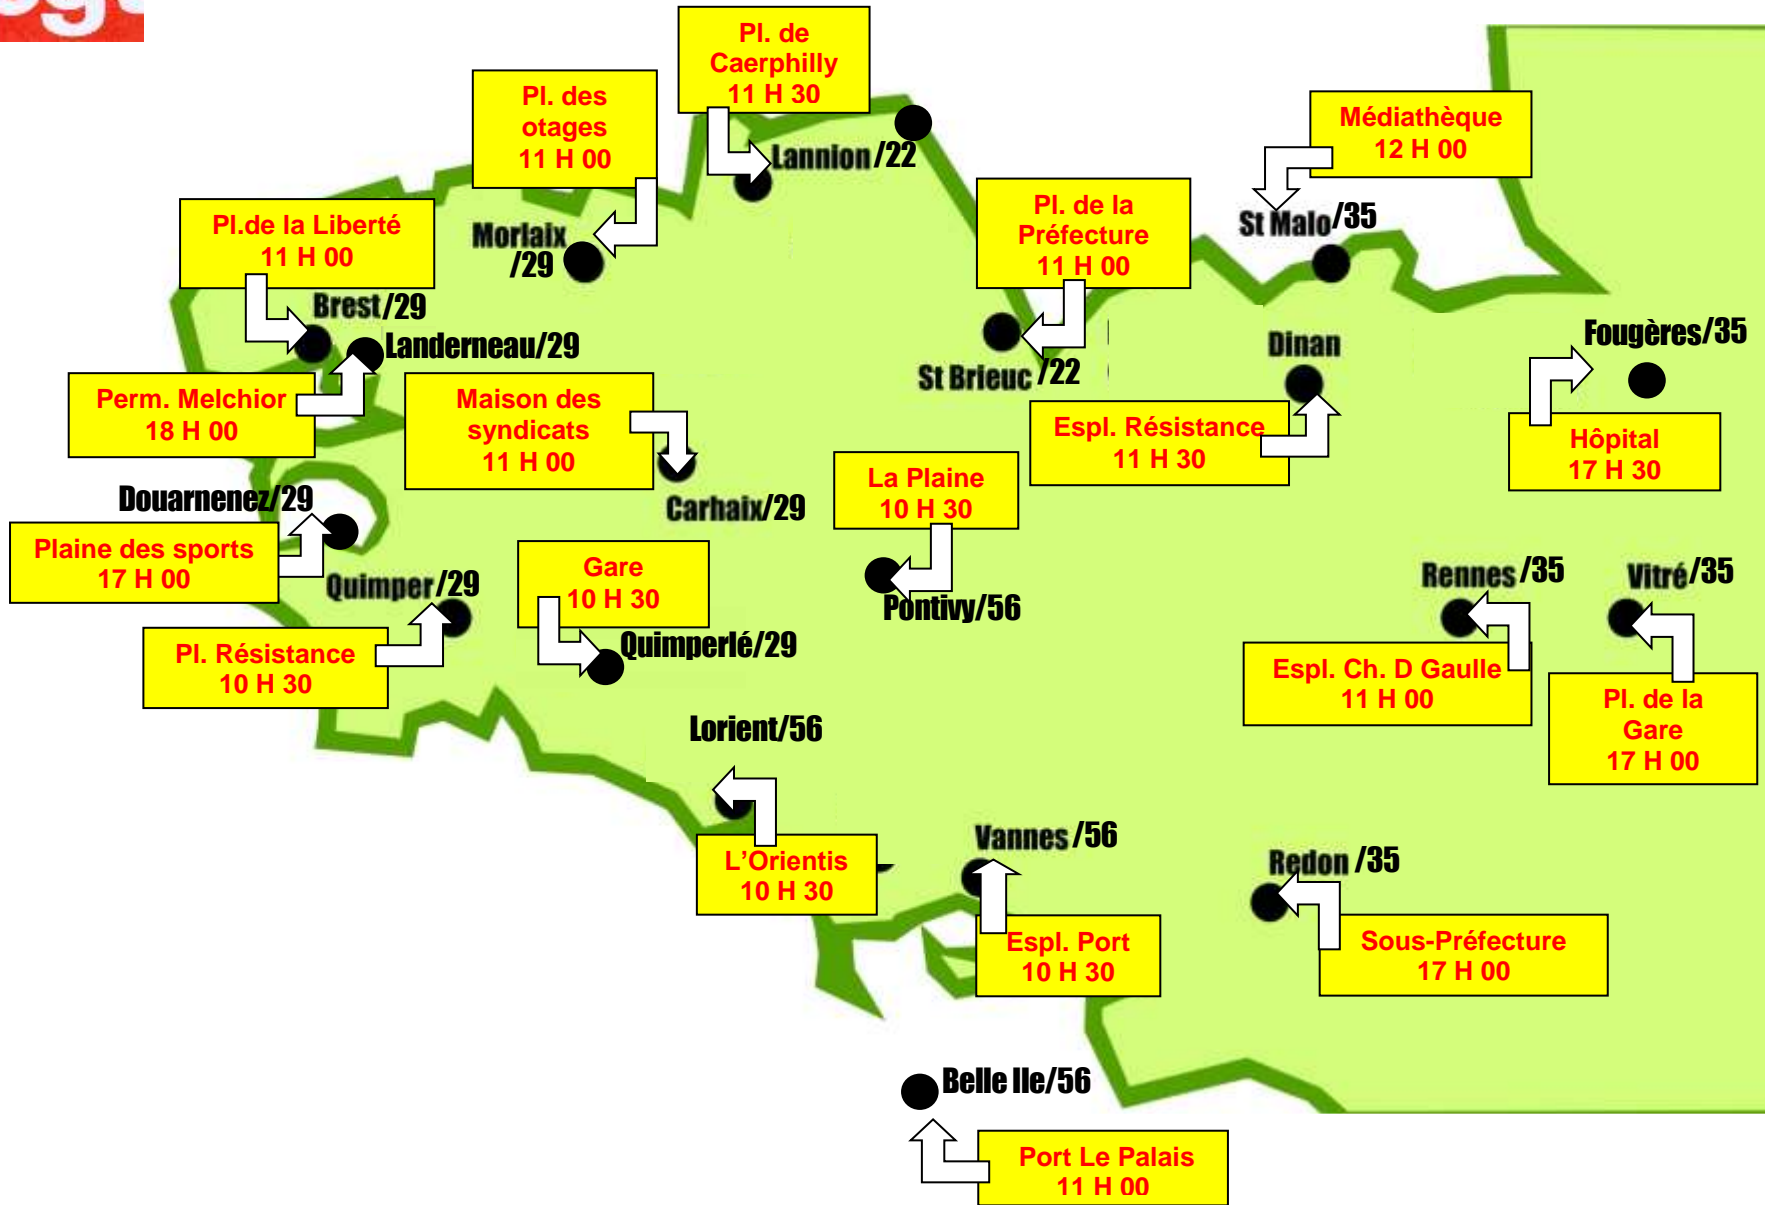 Pl. de
Caerphilly
11 H 30
Pl. des
otages
11 H 00
Médiathèque
12 H 00
Lannion /22
Pl. de la
Préfecture
11 H 00
Pl.de la Liberté
11 H 00
Morlaix
/29
St Malo/35
Brest/29
Landerneau/29
St Brieuc /22
Dinan
Fougères/35
Perm. Melchior
18 H 00
Maison des
syndicats
11 H 00
Espl. Résistance
11 H 30
Hôpital
17 H 30
La Plaine
10 H 30
Douarnenez/29
Carhaix/29
Plaine des sports
17 H 00
Quimper/29
Gare
10 H 30
Pontivy/56
Rennes/35
Vitré/35
Pl. Résistance
10 H 30
Quimperlé/29
Espl. Ch. D Gaulle
11 H 00
Pl. de la
Gare
17 H 00
Lorient/56
L’Orientis
10 H 30
Vannes /56
Redon /35
Espl. Port
10 H 30
Sous-Préfecture
17 H 00
Belle Ile/56
Port Le Palais
11 H 00